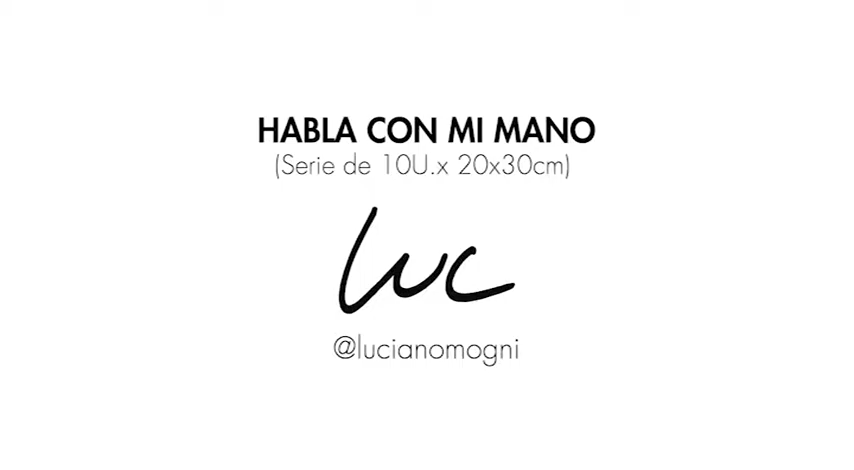 HABLA CON MI MANO
(Serie de 10U.x 20x30cm)
luc
@lucianomogni